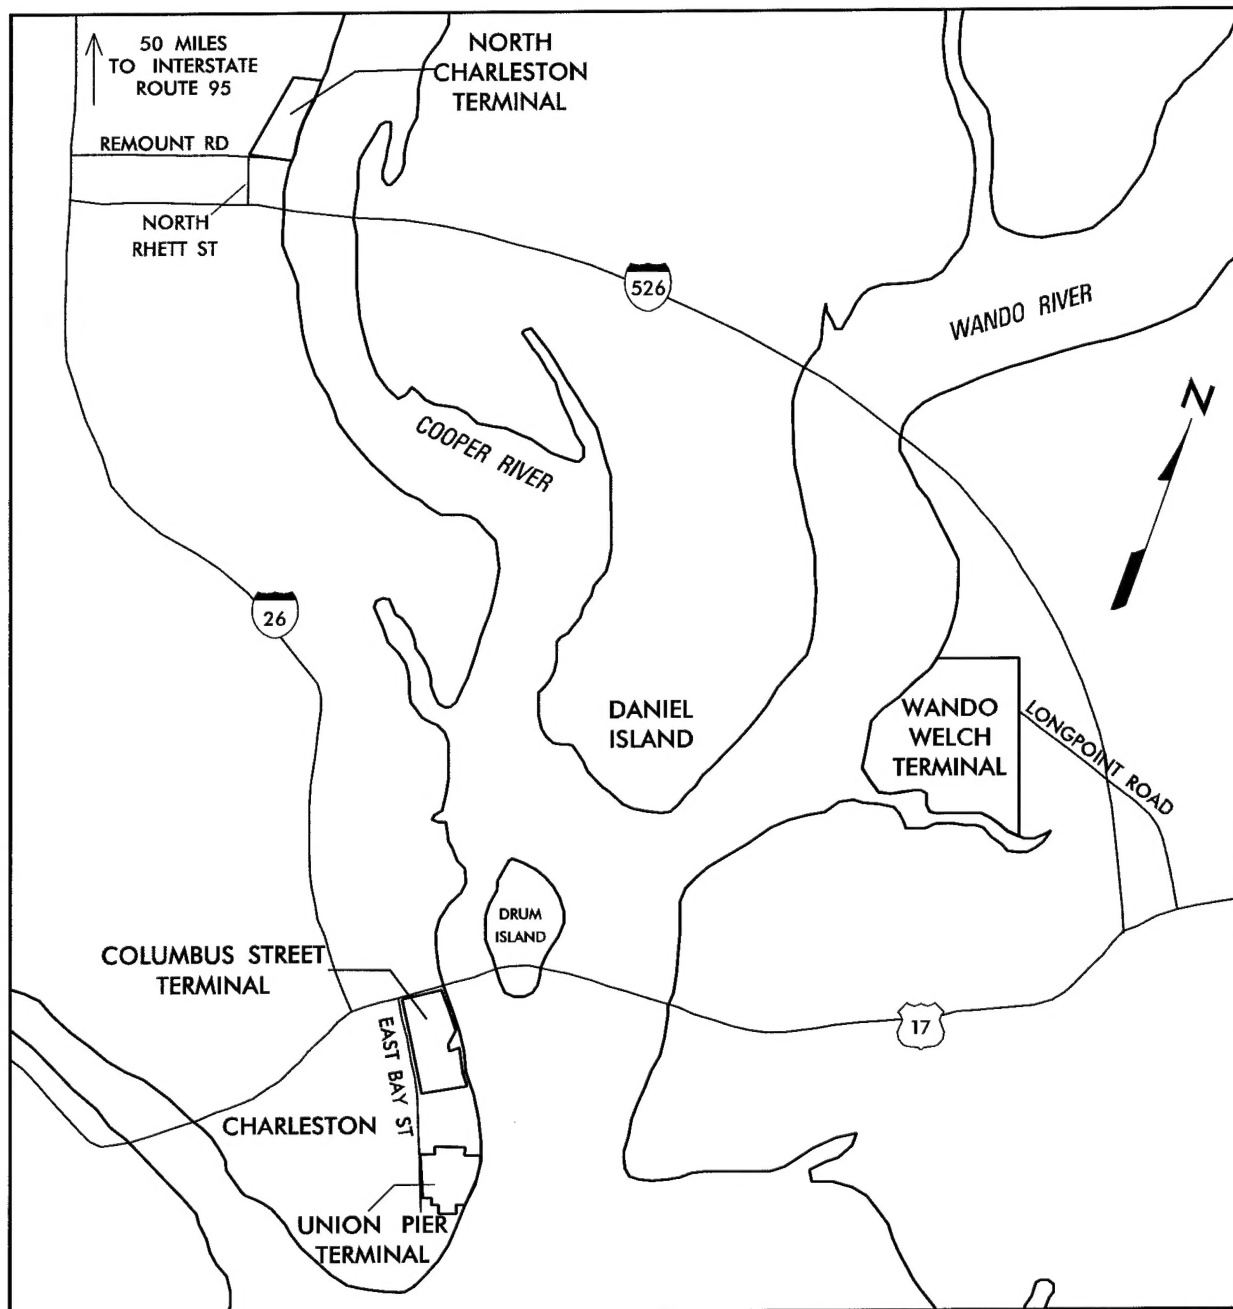 50 MILES
TO INTERSTATE
ROUTE 95
NORTH
CHARLESTON
TERMINAL
REMOUNT RD
NORTH
RHETT ST
526
WANDO RIVER
N
COOPER RIVER
26
DANIEL
ISLAND
WANDO
WELCH
TERMINAL
LONGPOINT ROAD
DRUM
ISLAND
COLUMBUS STREET
TERMINAL
17
EAST BAY ST
CHARLESTON
UNION PIER
TERMINAL